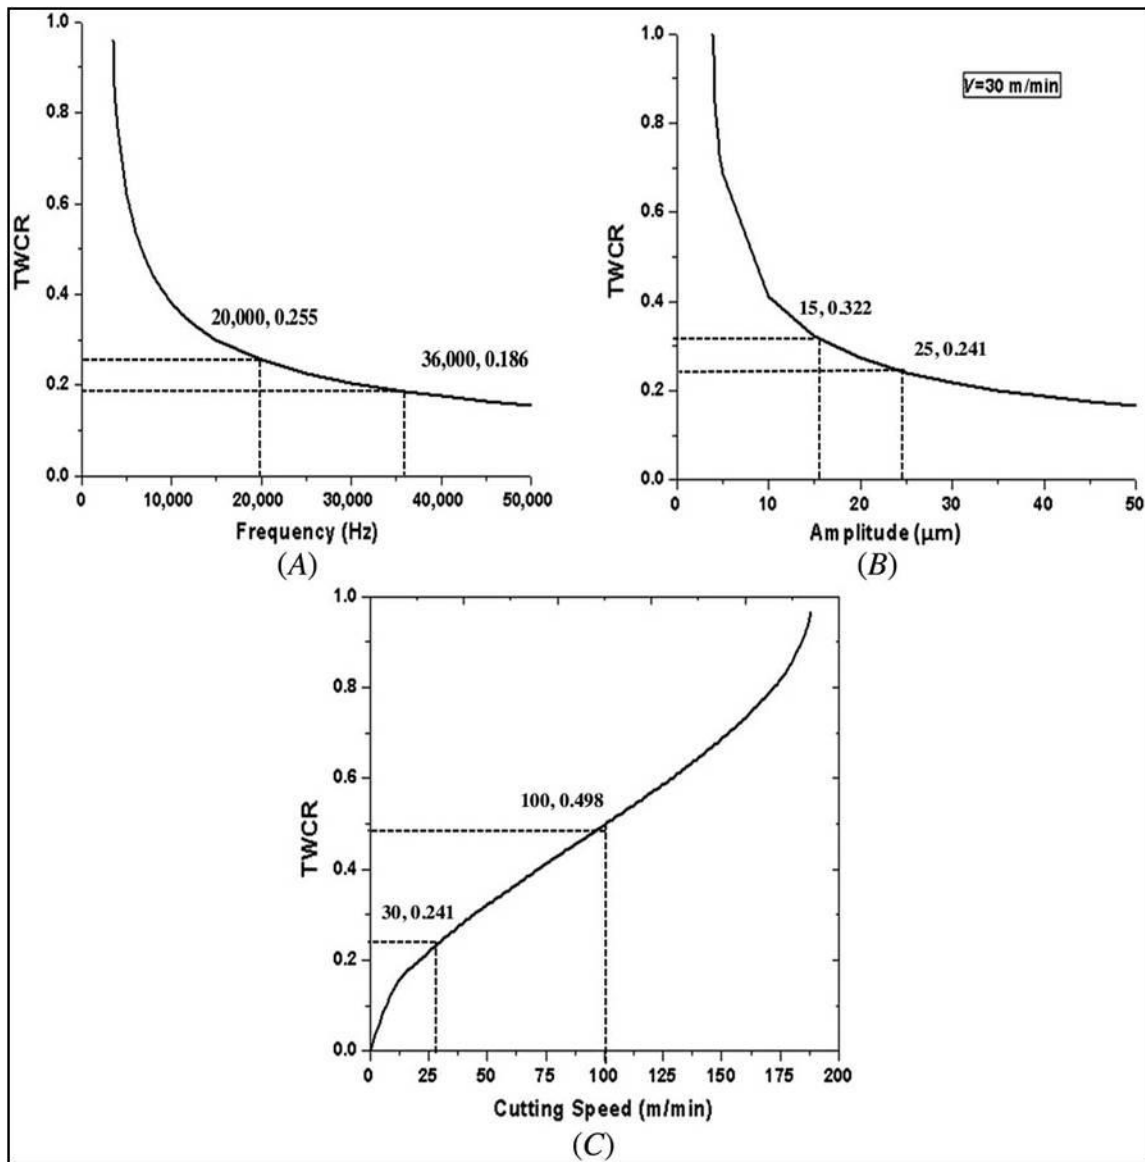 1.0
0.8
0.6
0.4
0.2
0.0
TWCR
20,000, 0.255
36,000, 0.186
0 10,000 20,000 30,000 40,000 50,000
Frequency (Hz)
(A)
1.0
0.8
0.6
0.4
0.2
0.0
TWCR
V=30 m/min
15, 0.322
25, 0.241
0 10 20 30 40 50
Amplitude (μm)
(B)
1.0
0.8
0.6
0.4
0.2
0.0
TWCR
100, 0.498
30, 0.241
0 25 50 75 100 125 150 175 200
Cutting Speed (m/min)
(C)